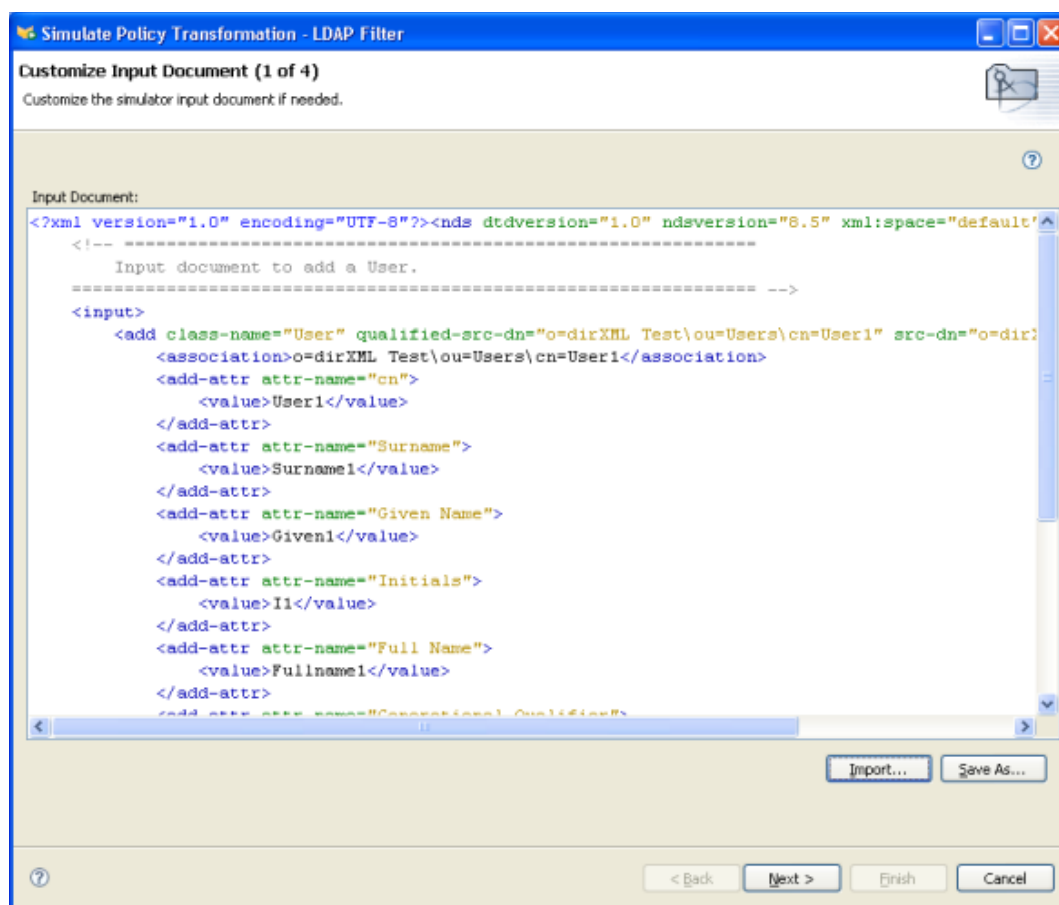 Simulate Policy Transformation - LDAP Filter
Customize Input Document (1 of 4)
Customize the simulator input document if needed.
Input Document:
<?xml version="1.0" encoding="UTF-8"?><nds dtdversion="1.0" ndsversion="8.5" xml:space="default"
<!-- ============================================================
Input document to add a User.
================================================================= -->
<input>
<add class-name="User" qualified-src-dn="o=dirXML Test\ou=Users\cn=User1" src-dn="o=dir
<association>o=dirXML Test\ou=Users\cn=User1</association>
<add-attr attr-name="cn">
<value>User1</value>
</add-attr>
<add-attr attr-name="Surname">
<value>Surname1</value>
</add-attr>
<add-attr attr-name="Given Name">
<value>Given1</value>
</add-attr>
<add-attr attr-name="Initials">
<value>I1</value>
</add-attr>
<add-attr attr-name="Full Name">
<value>Fullname1</value>
</add-attr>
<add-attr attr-name="Generational Qualifier">
Import... Save As...
< Back Next > Finish Cancel